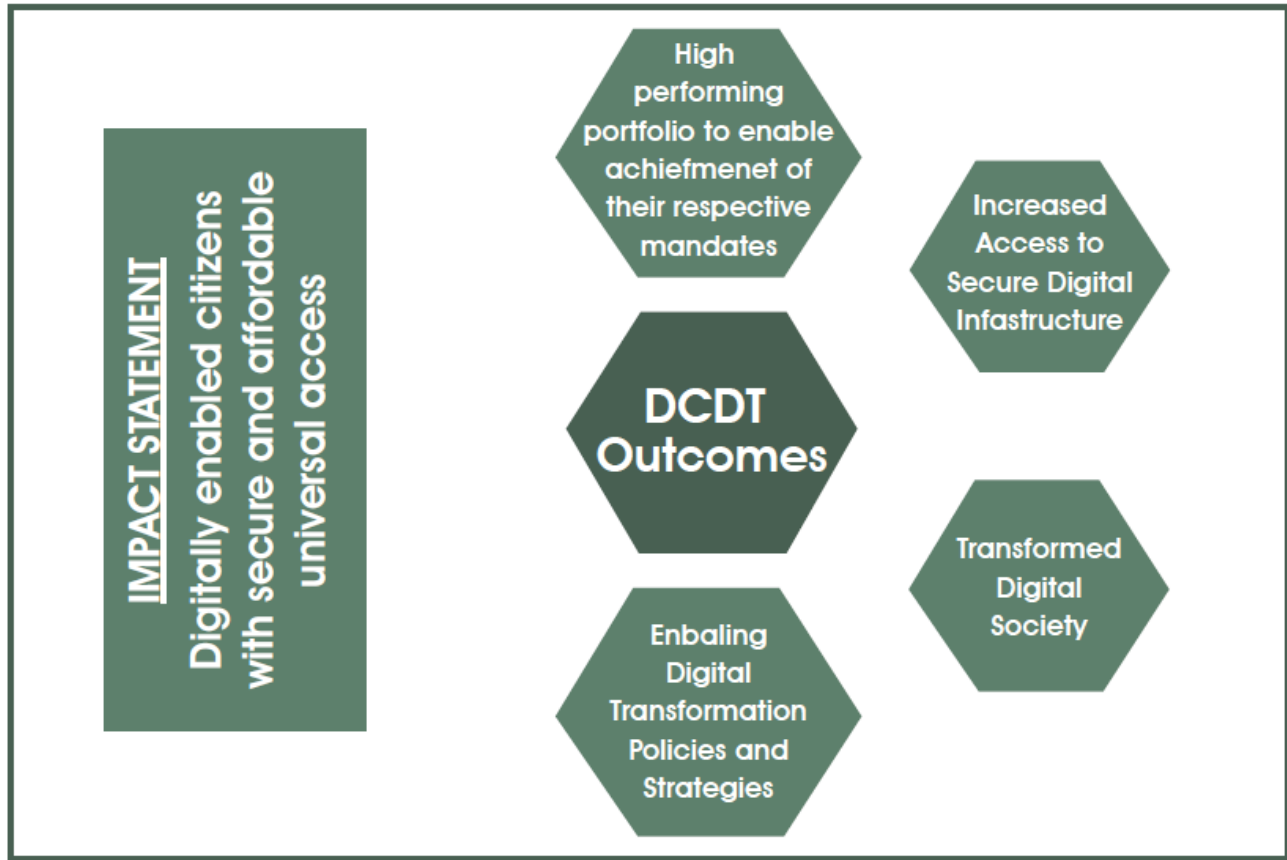 IMPACT STATEMENT
Digitally enabled citizens
with secure and affordable
universal access
High
performing
portfolio to enable
achiefmenet of
their respective
mandates
Increased
Access to
Secure Digital
Infastructure
DCDT
Outcomes
Transformed
Digital
Society
Enbaling
Digital
Transformation
Policies and
Strategies